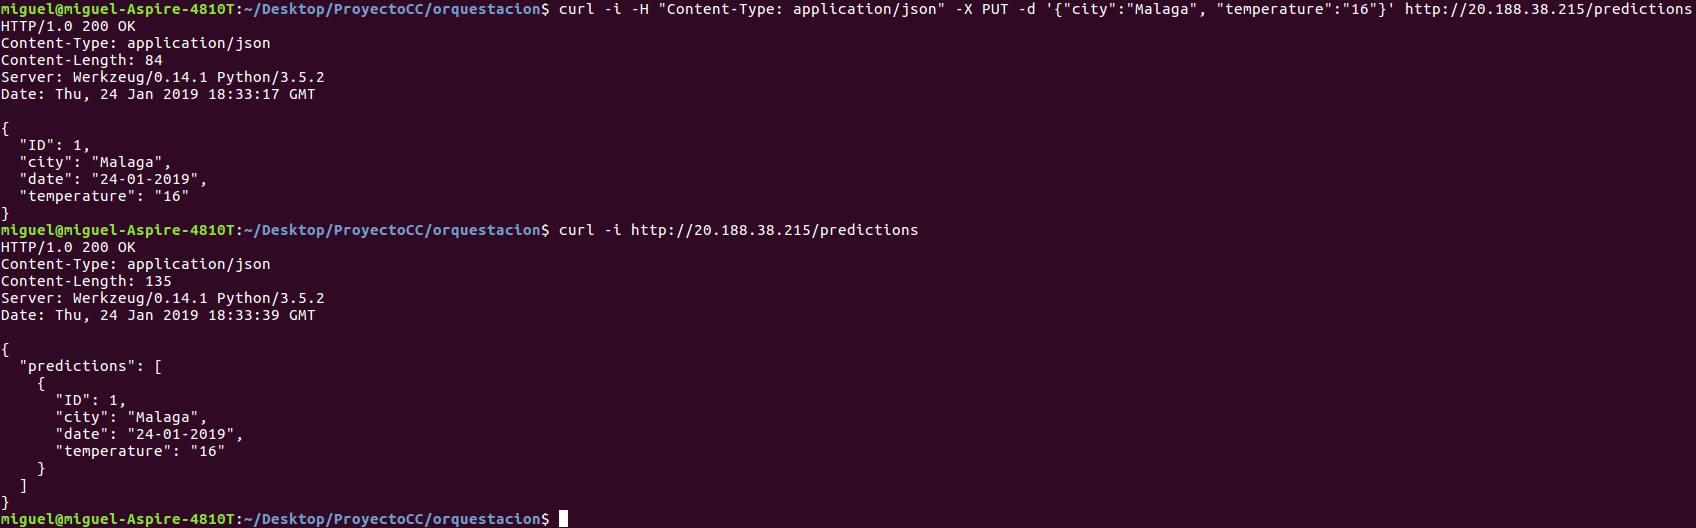 miguel@miguel-Aspire-4810T:~/Desktop/ProyectoCC/orquestacion$ curl -i -H "Content-Type: application/json" -X PUT -d '{"city":"Malaga", "temperature":"16"}' http://20.188.38.215/predictions
HTTP/1.0 200 OK
Content-Type: application/json
Content-Length: 84
Server: Werkzeug/0.14.1 Python/3.5.2
Date: Thu, 24 Jan 2019 18:33:17 GMT

{
  "ID": 1,
  "city": "Malaga",
  "date": "24-01-2019",
  "temperature": "16"
}
miguel@miguel-Aspire-4810T:~/Desktop/ProyectoCC/orquestacion$ curl -i http://20.188.38.215/predictions
HTTP/1.0 200 OK
Content-Type: application/json
Content-Length: 135
Server: Werkzeug/0.14.1 Python/3.5.2
Date: Thu, 24 Jan 2019 18:33:39 GMT

{
  "predictions": [
    {
      "ID": 1,
      "city": "Malaga",
      "date": "24-01-2019",
      "temperature": "16"
    }
  ]
}
miguel@miguel-Aspire-4810T:~/Desktop/ProyectoCC/orquestacion$